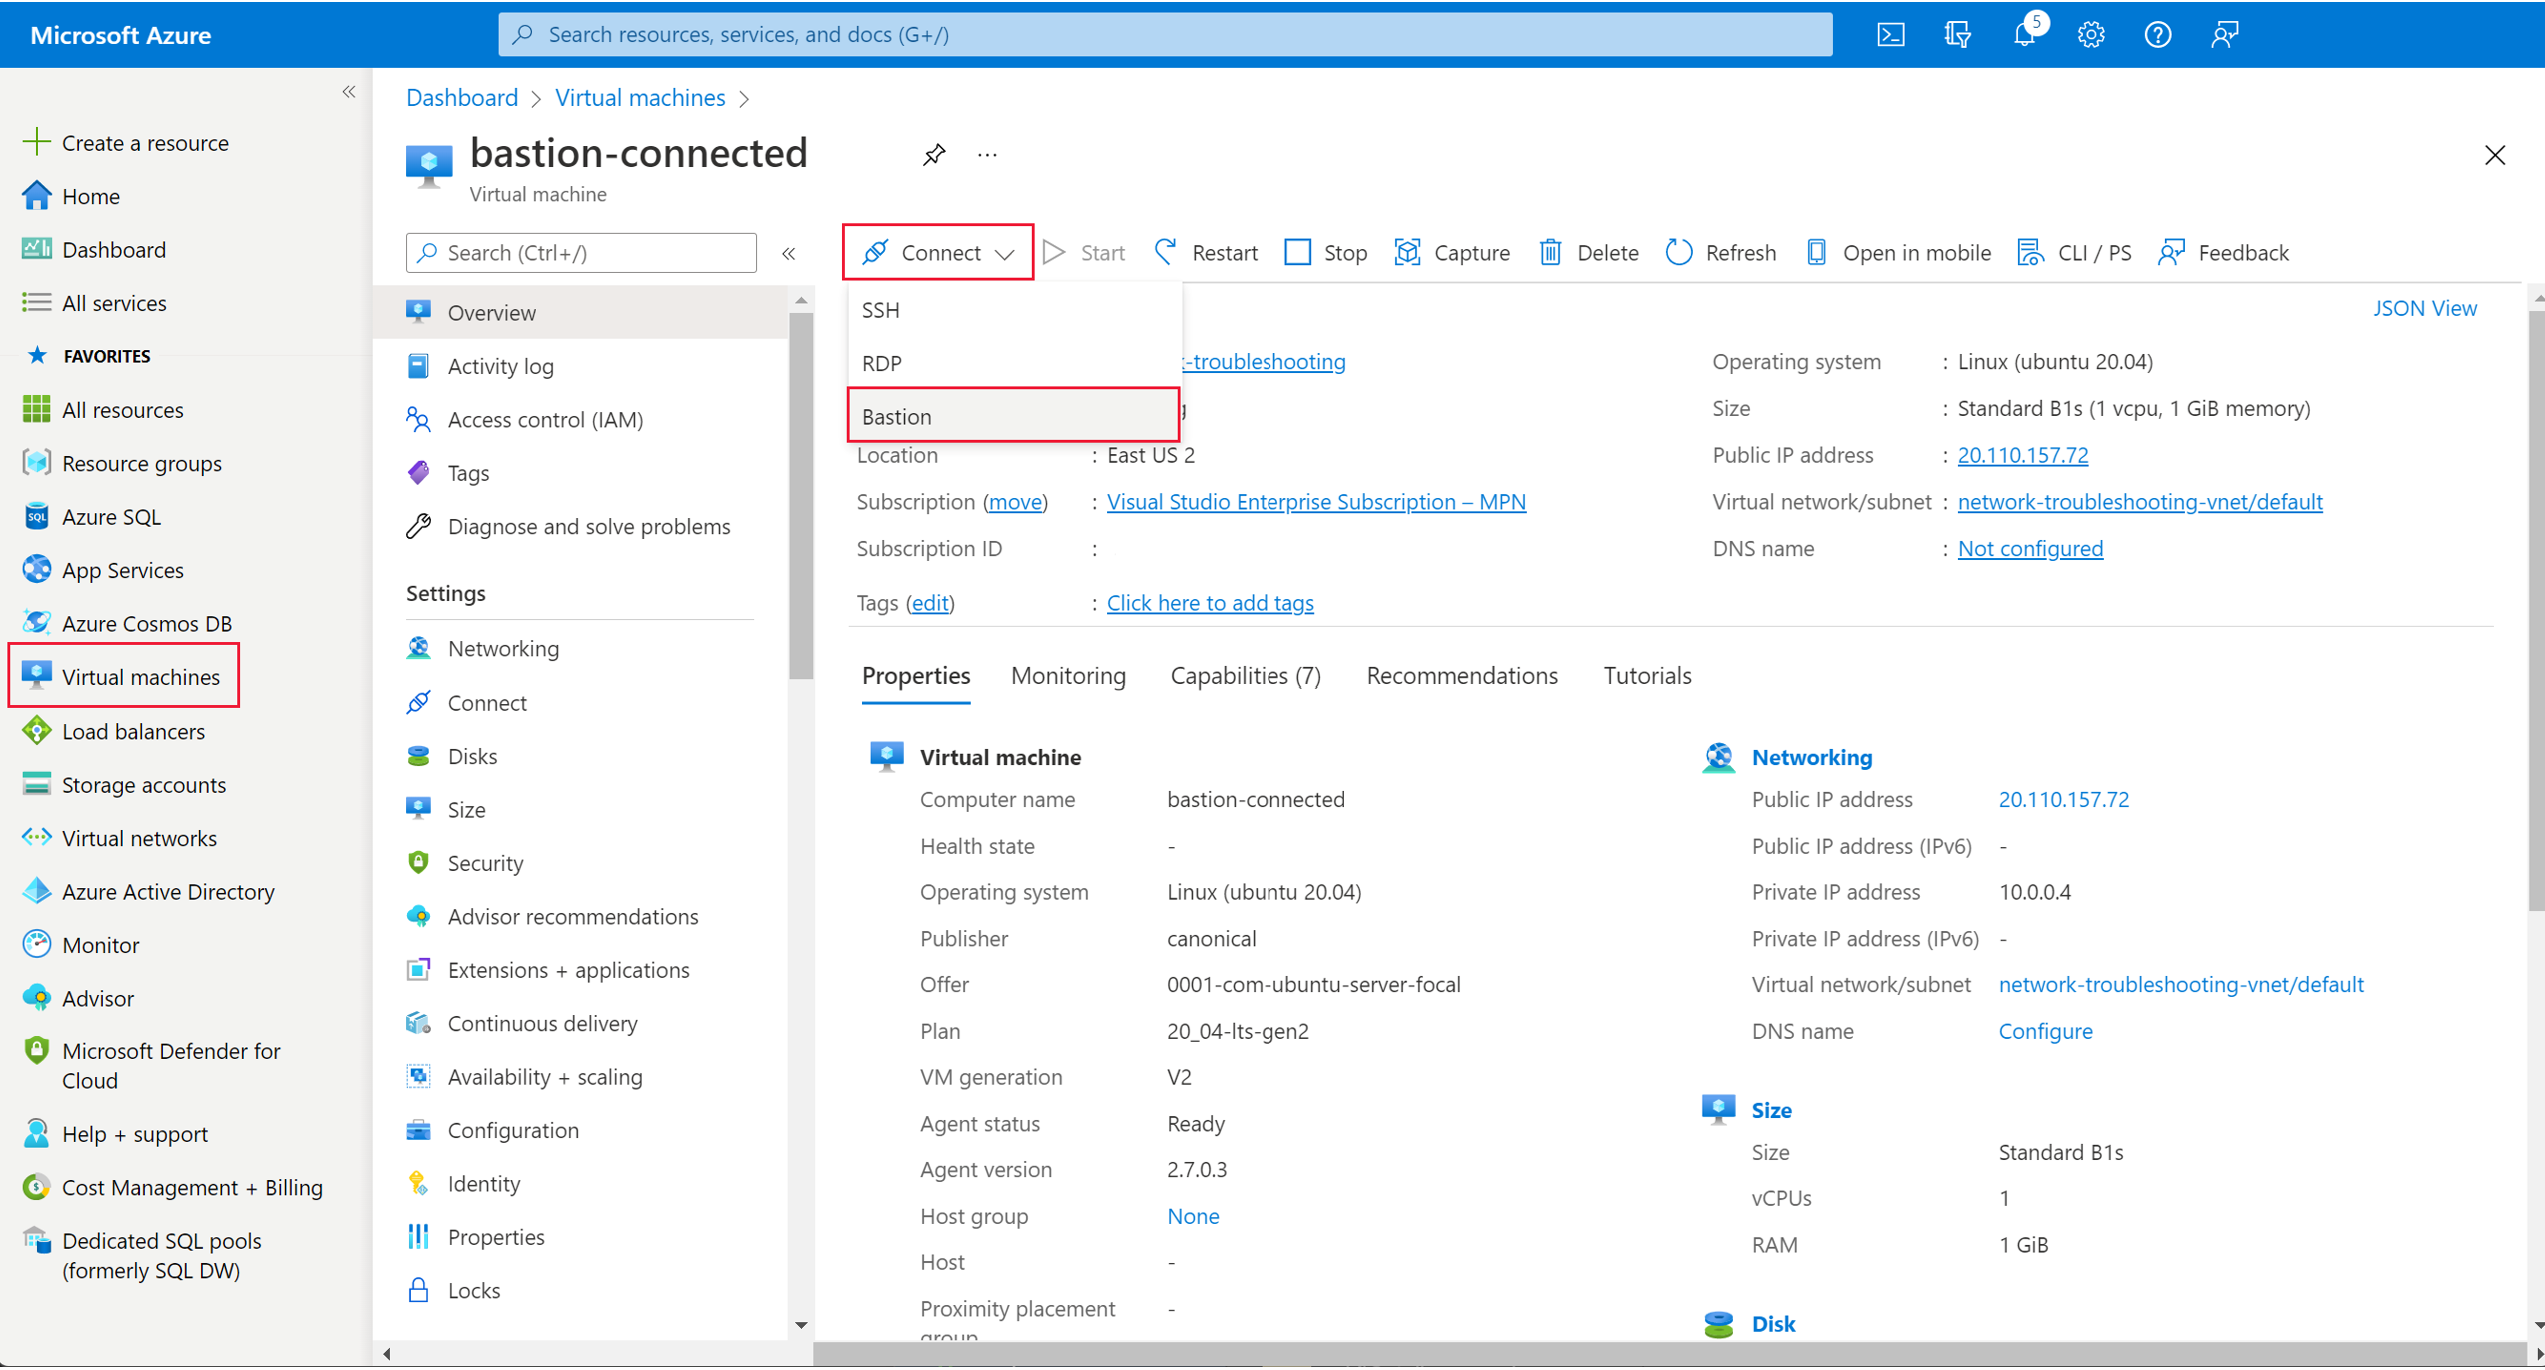 Microsoft Azure
Search resources, services, and docs (G+/)
5
Create a resource
Home
Dashboard
All services
FAVORITES
All resources
Resource groups
SQL
Azure SQL
App Services
Azure Cosmos DB
Virtual machines
Load balancers
Storage accounts
Virtual networks
Azure Active Directory
Monitor
Advisor
Microsoft Defender for
Cloud
Help + support
Cost Management + Billing
Dedicated SQL pools
(formerly SQL DW)
Dashboard > Virtual machines >
bastion-connected
...
Virtual machine
Search (Ctrl+/)
Overview
Activity log
Access control (IAM)
Tags
Diagnose and solve problems
Settings
Networking
Connect
Disks
Size
Security
Advisor recommendations
Extensions + applications
Continuous delivery
Availability + scaling
Configuration
Identity
Properties
Locks
Connect
Start
Restart
Stop
Capture
Delete
Refresh
Open in mobile
CLI / PS
Feedback
SSH
RDP
Bastion
JSON View
-troubleshooting
Location : East US 2
Subscription (move) : Visual Studio Enterprise Subscription – MPN
Subscription ID :
Tags (edit) : Click here to add tags
Operating system : Linux (ubuntu 20.04)
Size : Standard B1s (1 vcpu, 1 GiB memory)
Public IP address : 20.110.157.72
Virtual network/subnet : network-troubleshooting-vnet/default
DNS name : Not configured
Properties
Monitoring
Capabilities (7)
Recommendations
Tutorials
Virtual machine
Computer name bastion-connected
Health state -
Operating system Linux (ubuntu 20.04)
Publisher canonical
Offer 0001-com-ubuntu-server-focal
Plan 20_04-lts-gen2
VM generation V2
Agent status Ready
Agent version 2.7.0.3
Host group None
Host -
Proximity placement -
group
Networking
Public IP address 20.110.157.72
Public IP address (IPv6) -
Private IP address 10.0.0.4
Private IP address (IPv6) -
Virtual network/subnet network-troubleshooting-vnet/default
DNS name Configure
Size
Size Standard B1s
vCPUs 1
RAM 1 GiB
Disk